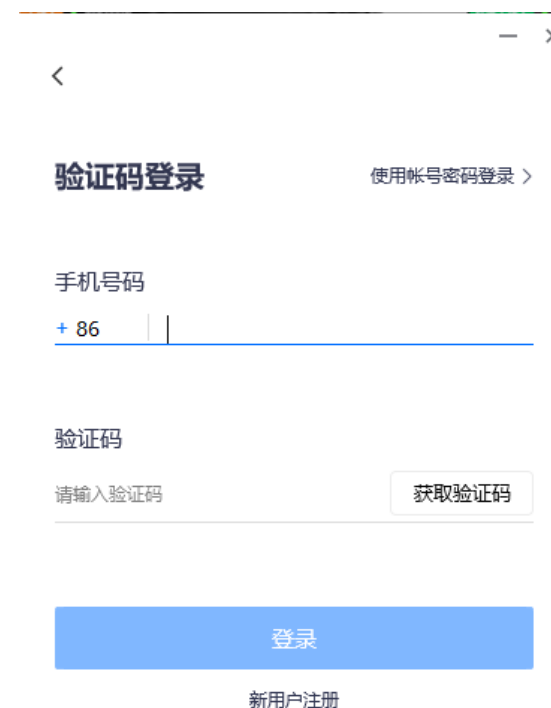 验证码登录
使用帐号密码登录 >
手机号码
+ 86
验证码
请输入验证码
获取验证码
登录
新用户注册